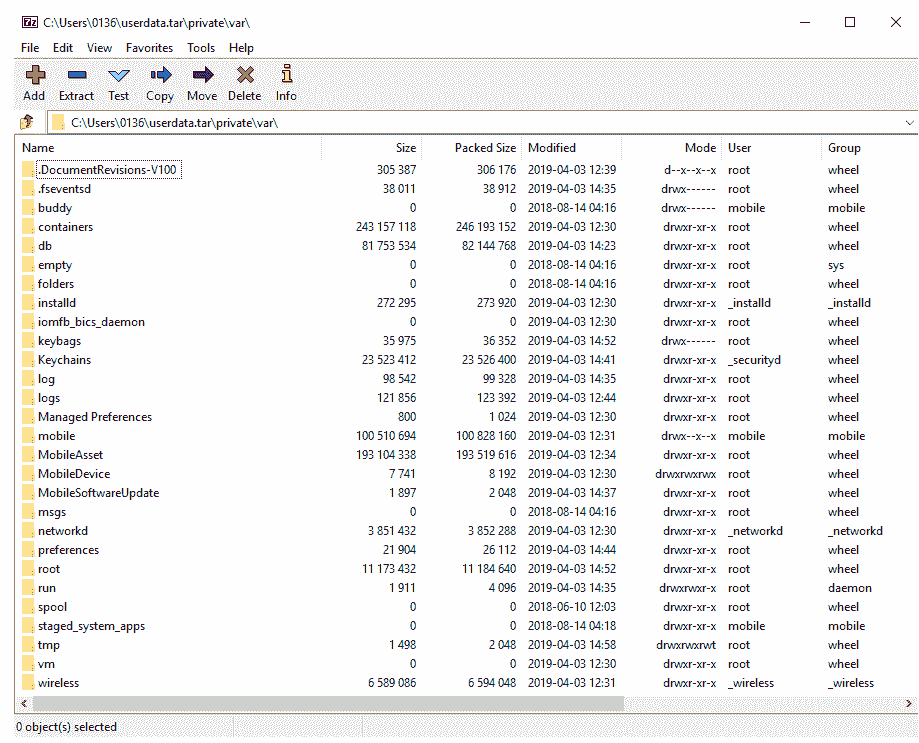 C:\Users\0136\userdata.tar\private\var\
File Edit View Favorites Tools Help
Add Extract Test Copy Move Delete Info
C:\Users\0136\userdata.tar\private\var\
Name Size Packed Size Modified Mode User Group
.DocumentRevisions-V100 305 387 306 176 2019-04-03 12:39 d--x--x--x root wheel
.fseventsd 38 011 38 912 2019-04-03 14:35 drwx------ root wheel
buddy 0 0 2018-08-14 04:16 drwx------ mobile mobile
containers 243 157 118 246 193 152 2019-04-03 12:30 drwxr-xr-x root wheel
db 81 753 534 82 144 768 2019-04-03 14:23 drwxr-xr-x root wheel
empty 0 0 2018-08-14 04:16 drwxr-xr-x root sys
folders 0 0 2018-08-14 04:16 drwxr-xr-x root wheel
installd 272 295 273 920 2019-04-03 12:30 drwxr-xr-x _installd _installd
iomfb_bics_daemon 0 0 2019-04-03 12:30 drwxr-xr-x root wheel
keybags 35 975 36 352 2019-04-03 14:52 drwx------ root wheel
Keychains 23 523 412 23 526 400 2019-04-03 14:41 drwxr-xr-x _securityd wheel
log 98 542 99 328 2019-04-03 14:35 drwxr-xr-x root wheel
logs 121 856 123 392 2019-04-03 12:44 drwxr-xr-x root wheel
Managed Preferences 800 1 024 2019-04-03 12:30 drwxr-xr-x root wheel
mobile 100 510 694 100 828 160 2019-04-03 12:31 drwx--x--x mobile mobile
MobileAsset 193 104 338 193 519 616 2019-04-03 12:34 drwxr-xr-x root wheel
MobileDevice 7 741 8 192 2019-04-03 12:30 drwxrwxrwx root wheel
MobileSoftwareUpdate 1 897 2 048 2019-04-03 14:37 drwxr-xr-x root wheel
msgs 0 0 2018-08-14 04:16 drwxr-xr-x root wheel
networkd 3 851 432 3 852 288 2019-04-03 12:30 drwxr-xr-x _networkd _networkd
preferences 21 904 26 112 2019-04-03 14:44 drwxr-xr-x root wheel
root 11 173 432 11 184 640 2019-04-03 14:52 drwxr-xr-x root wheel
run 1 911 4 096 2019-04-03 14:35 drwxrwxr-x root daemon
spool 0 0 2018-06-10 12:03 drwxr-xr-x root wheel
staged_system_apps 0 0 2018-08-14 04:18 drwxr-xr-x mobile mobile
tmp 1 498 2 048 2019-04-03 14:58 drwxrwxrwt root wheel
vm 0 0 2019-04-03 12:30 drwxr-xr-x root wheel
wireless 6 589 086 6 594 048 2019-04-03 12:31 drwxr-xr-x _wireless _wireless
0 object(s) selected